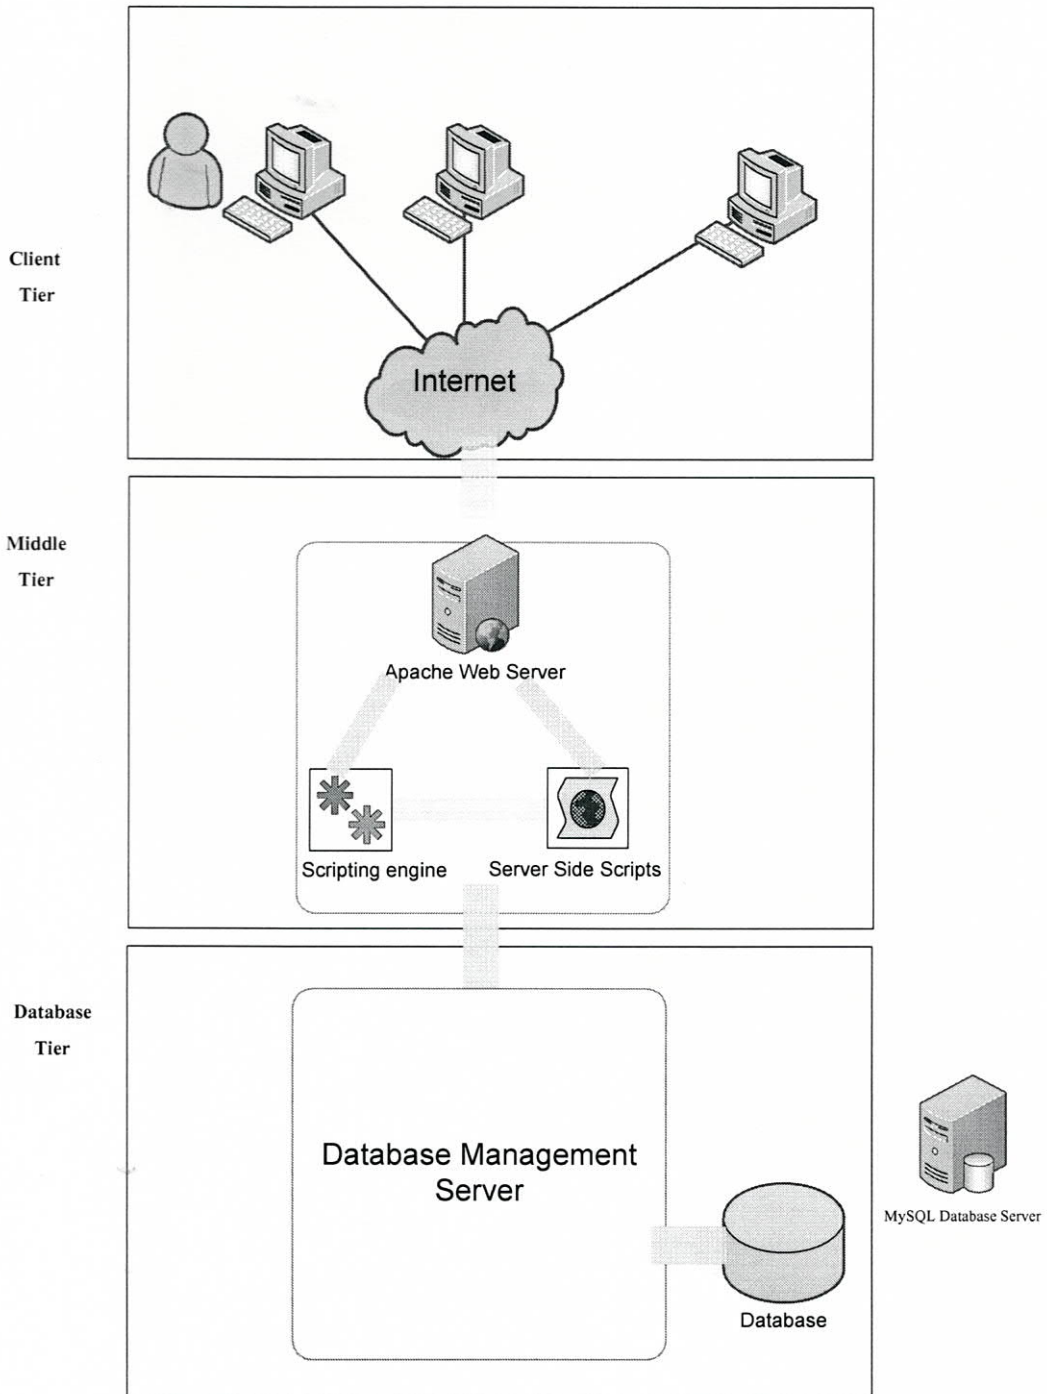 Client
Tier
Internet
Middle
Tier
Apache Web Server
Scripting engine
Server Side Scripts
Database
Tier
Database Management
Server
MySQL Database Server
Database